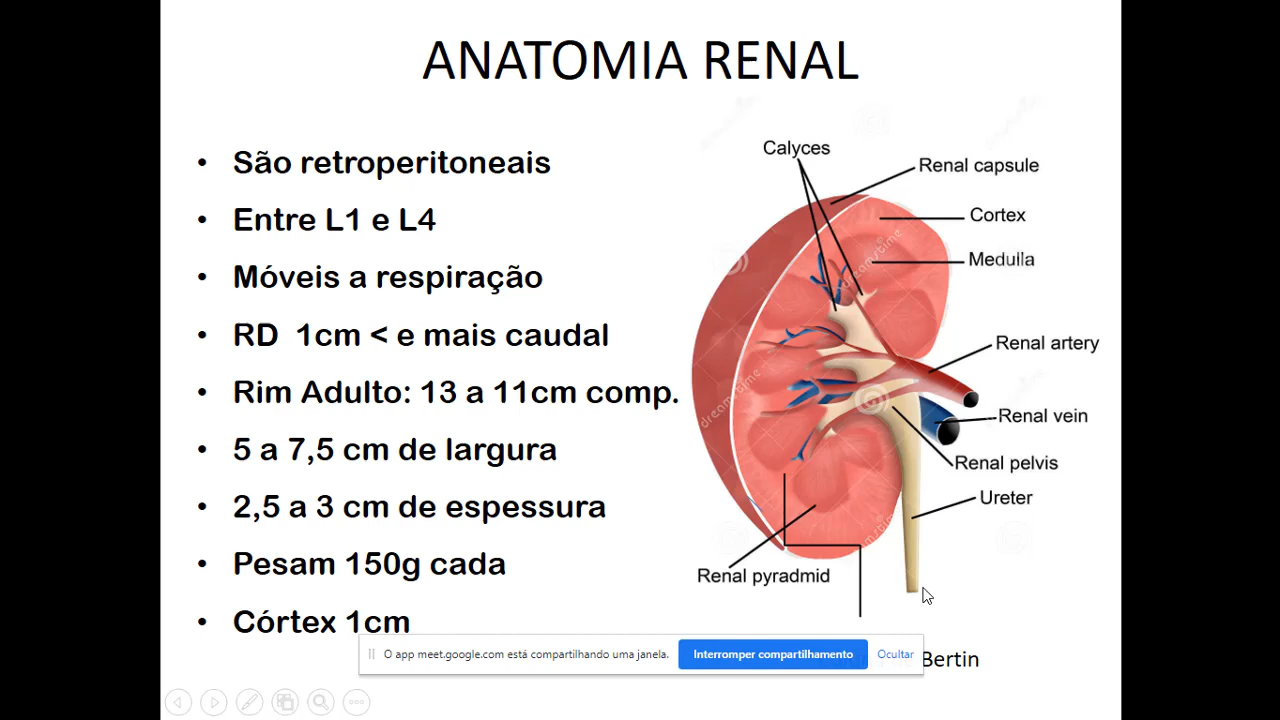 ANATOMIA RENAL
• São retroperitoneais
• Entre L1 e L4
• Móveis a respiração
• RD 1cm < e mais caudal
• Rim Adulto: 13 a 11cm comp.
• 5 a 7,5 cm de largura
• 2,5 a 3 cm de espessura
• Pesam 150g cada
• Córtex 1cm
Calyces
Renal capsule
Cortex
Medulla
Renal artery
Renal vein
Renal pelvis
Ureter
Renal pyradmid
Bertin
dreamstime
dreamstime
dreamstime
O app meet.google.com está compartilhando uma janela.
Interromper compartilhamento
Ocultar